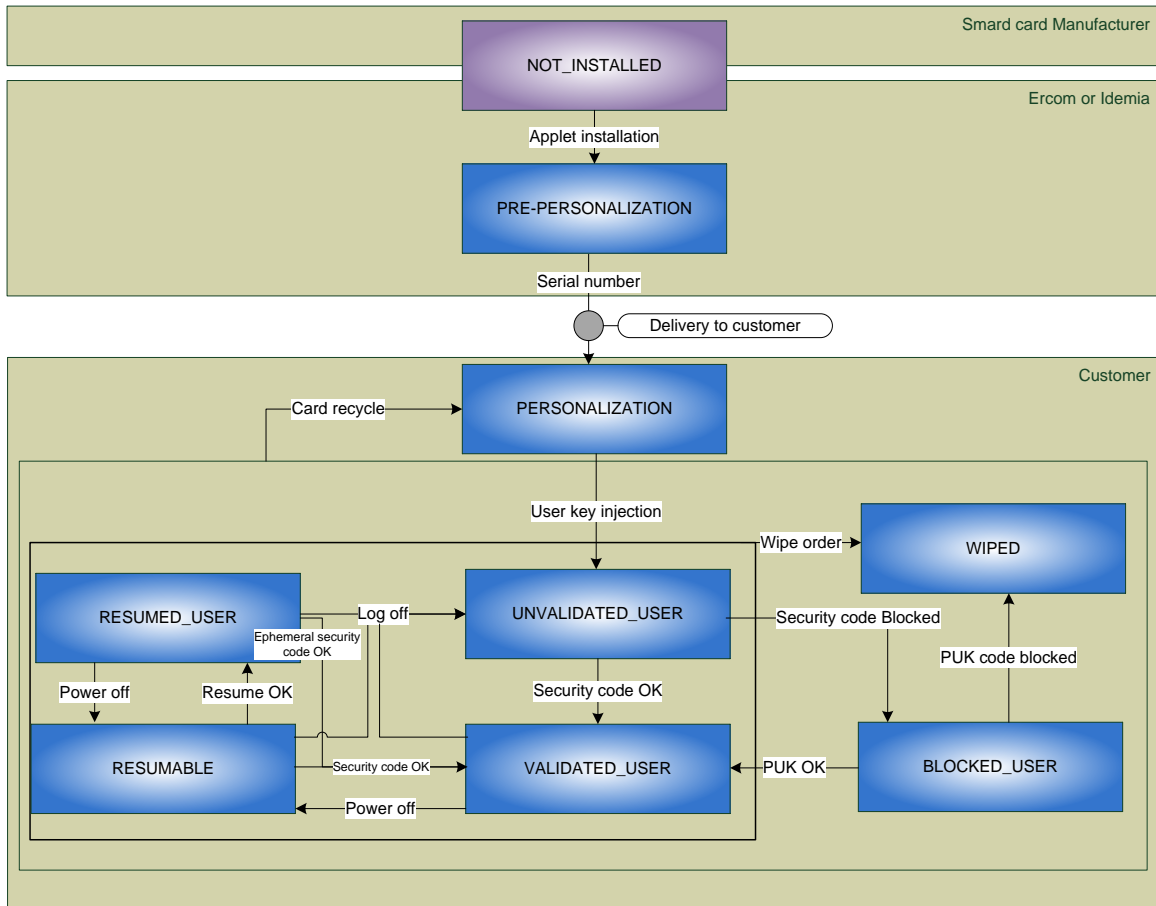 Smard card Manufacturer
NOT_INSTALLED
Ercom or Idemia
Applet installation
PRE-PERSONALIZATION
Serial number
Delivery to customer
Customer
Card recycle
PERSONALIZATION
User key injection
Wipe order
WIPED
RESUMED_USER
Log off
UNVALIDATED_USER
Security code Blocked
Ephemeral security
code OK
PUK code blocked
Power off
Resume OK
Security code OK
RESUMABLE
Security code OK
VALIDATED_USER
PUK OK
BLOCKED_USER
Power off